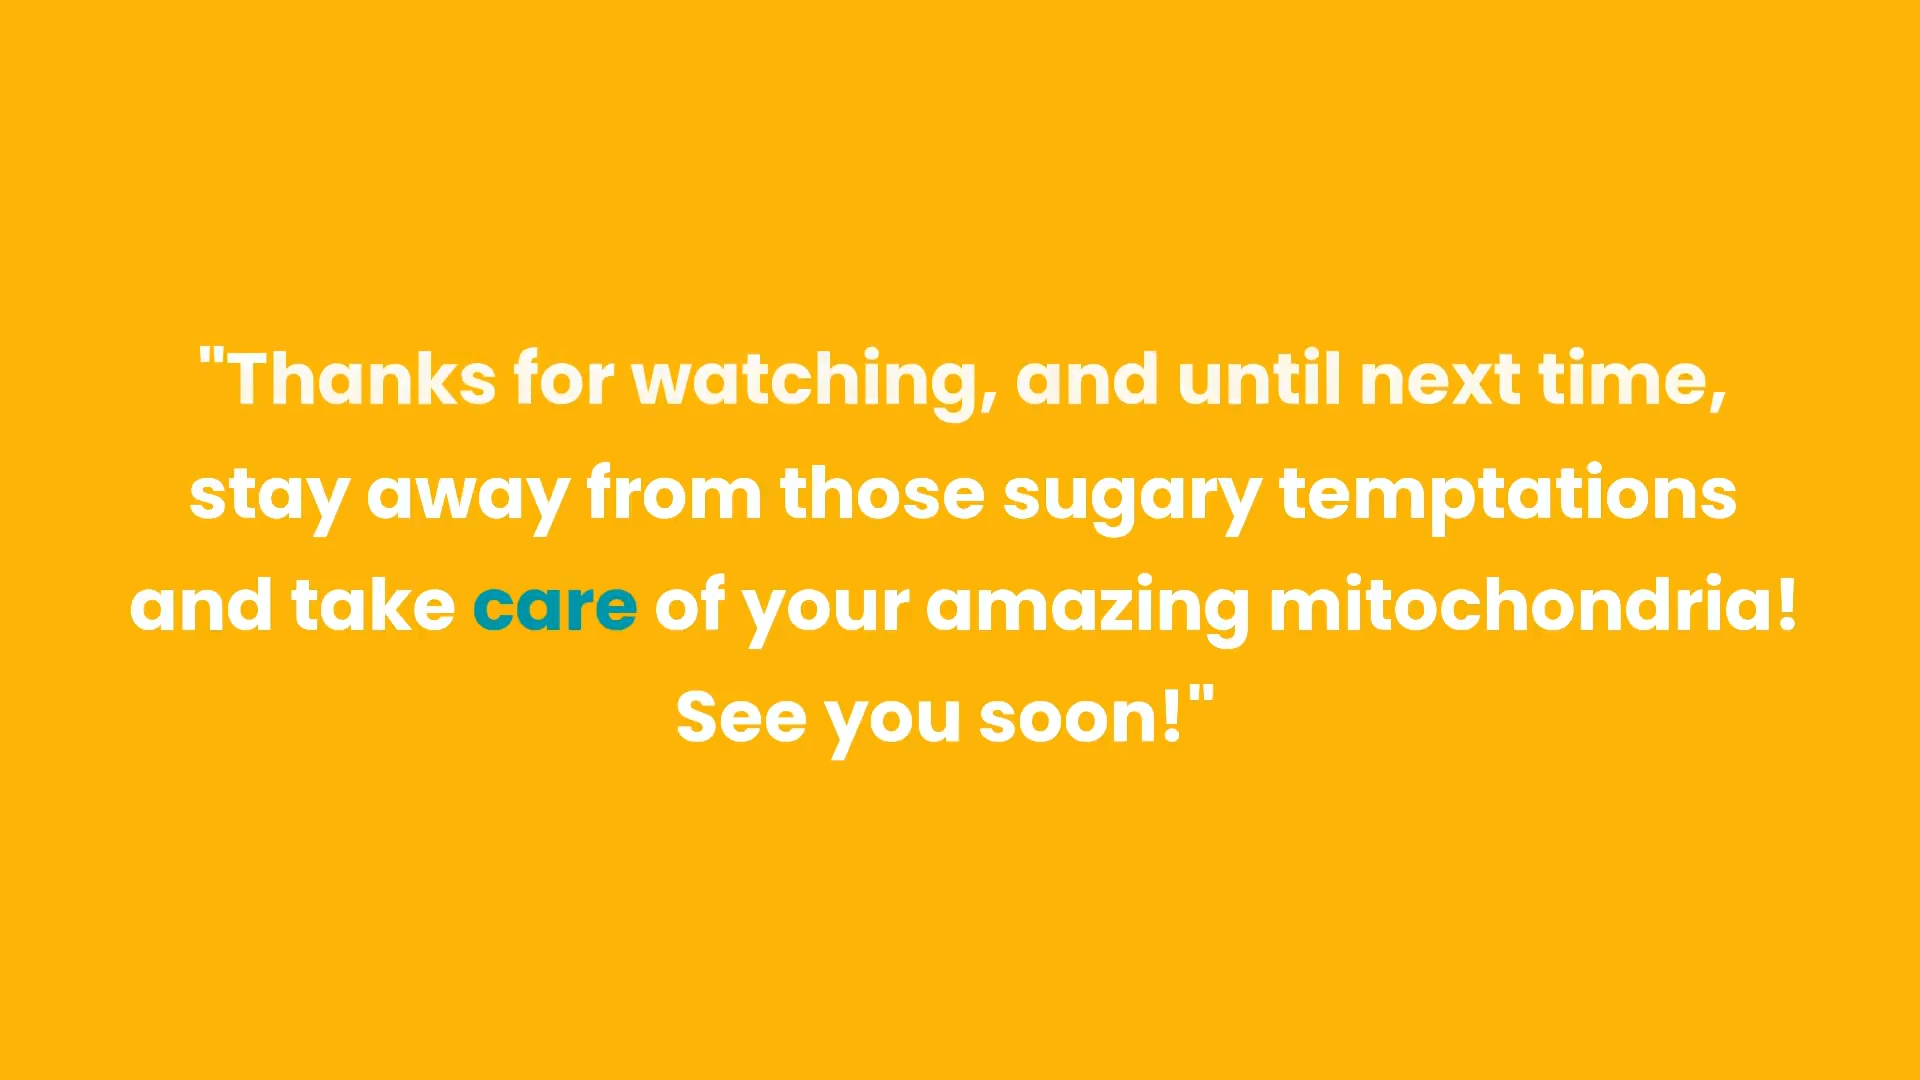 "Thanks for watching, and until next time,
stay away from those sugary temptations
and take care of your amazing mitochondria!
See you soon!"